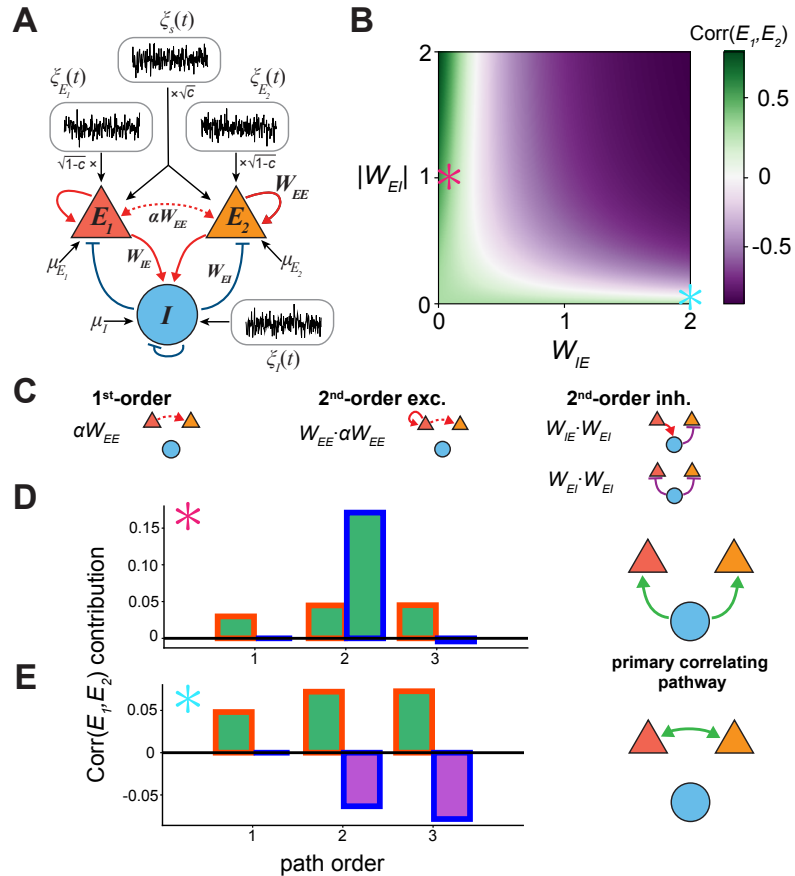 A
ξs(t)
ξE1(t)
ξE2(t)
×√c
√1-c ×
×√1-c
WEE
E1
αWEE
E2
WIE
WEI
μE1
μE2
I
μI
ξI(t)
B
Corr(E1,E2)
2
|WEI|
1
0
0
1
2
WIE
0.5
0
-0.5
C
1st-order
αWEE
2nd-order exc.
WEE·αWEE
2nd-order inh.
WIE·WEI
WEI·WEI
D
Corr(E1,E2) contribution
0.15
0.10
0.05
0
1
2
3
primary correlating
pathway
E
0.05
0
-0.05
1
2
3
path order